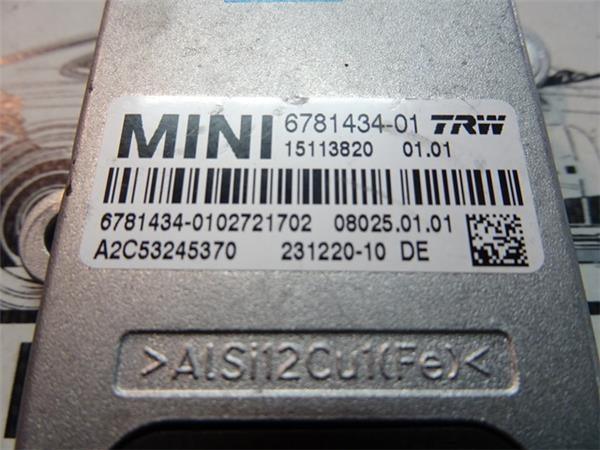 MINI 6781434-01 TRW
15113820 01.01
6781434-0102721702 08025.01.01
A2C53245370 231220-10 DE
>AlSi12Cu1(Fe)<